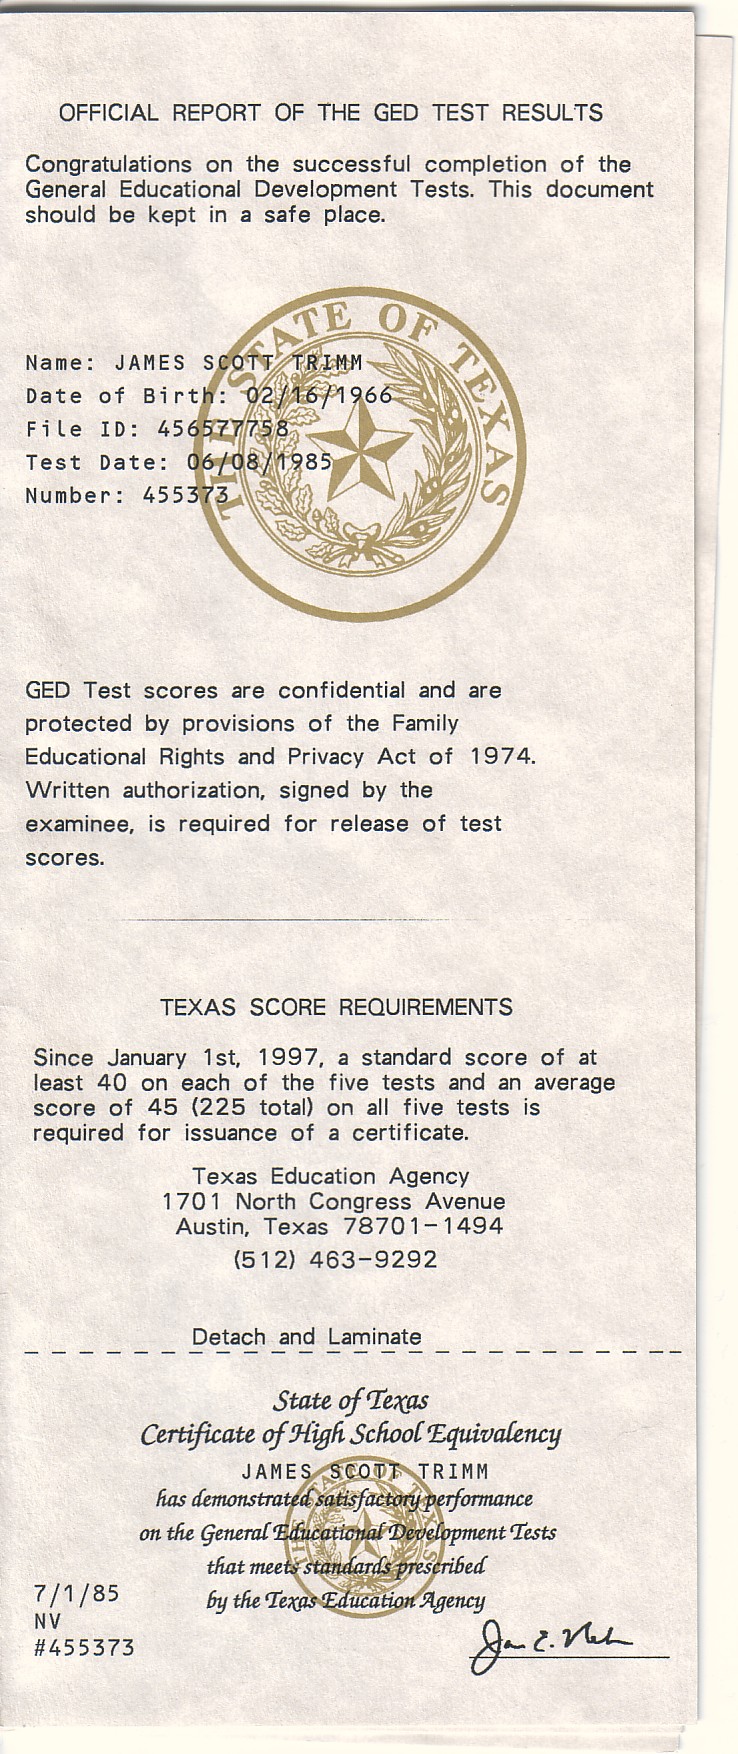 OFFICIAL REPORT OF THE GED TEST RESULTS
Congratulations on the successful completion of the
General Educational Development Tests. This document
should be kept in a safe place.
THE STATE OF TEXAS
Name: JAMES SCOTT TRIMM
Date of Birth: 02/16/1966
File ID: 456577758
Test Date: 06/08/1985
Number: 455373
GED Test scores are confidential and are
protected by provisions of the Family
Educational Rights and Privacy Act of 1974.
Written authorization, signed by the
examinee, is required for release of test
scores.
TEXAS SCORE REQUIREMENTS
Since January 1st, 1997, a standard score of at
least 40 on each of the five tests and an average
score of 45 (225 total) on all five tests is
required for issuance of a certificate.
Texas Education Agency
1701 North Congress Avenue
Austin, Texas 78701-1494
(512) 463-9292
Detach and Laminate
State of Texas
Certificate of High School Equivalency
JAMES SCOTT TRIMM
THE STATE OF TEXAS
has demonstrated satisfactory performance
on the General Educational Development Tests
that meets standards prescribed
by the Texas Education Agency
7/1/85
NV
#455373